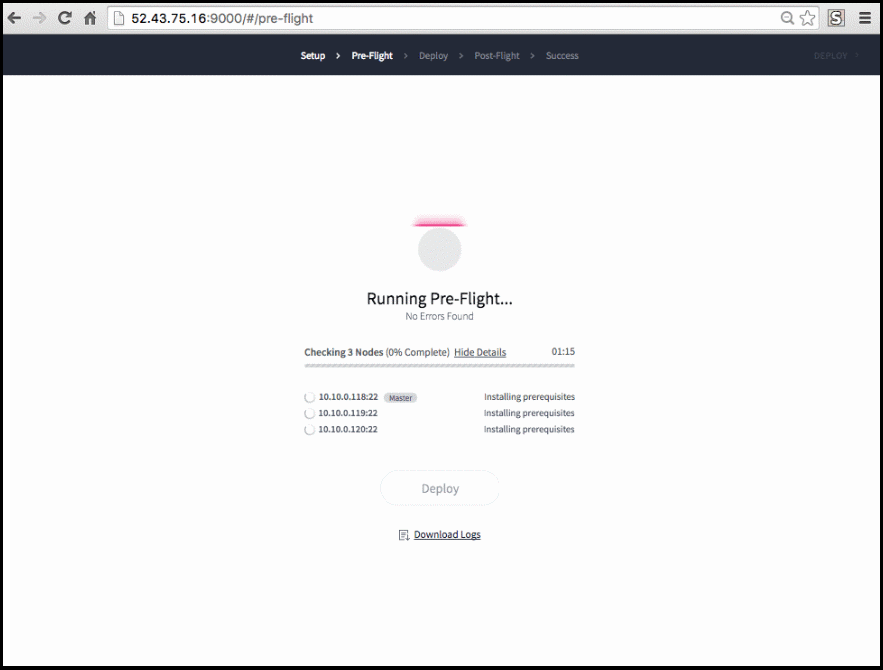 52.43.75.16:9000/#/pre-flight
S
Setup > Pre-Flight > Deploy > Post-Flight > Success DEPLOY
Running Pre-Flight...
No Errors Found
Checking 3 Nodes (0% Complete) Hide Details 01:15
10.10.0.118:22 Master Installing prerequisites
10.10.0.119:22 Installing prerequisites
10.10.0.120:22 Installing prerequisites
Deploy
Download Logs